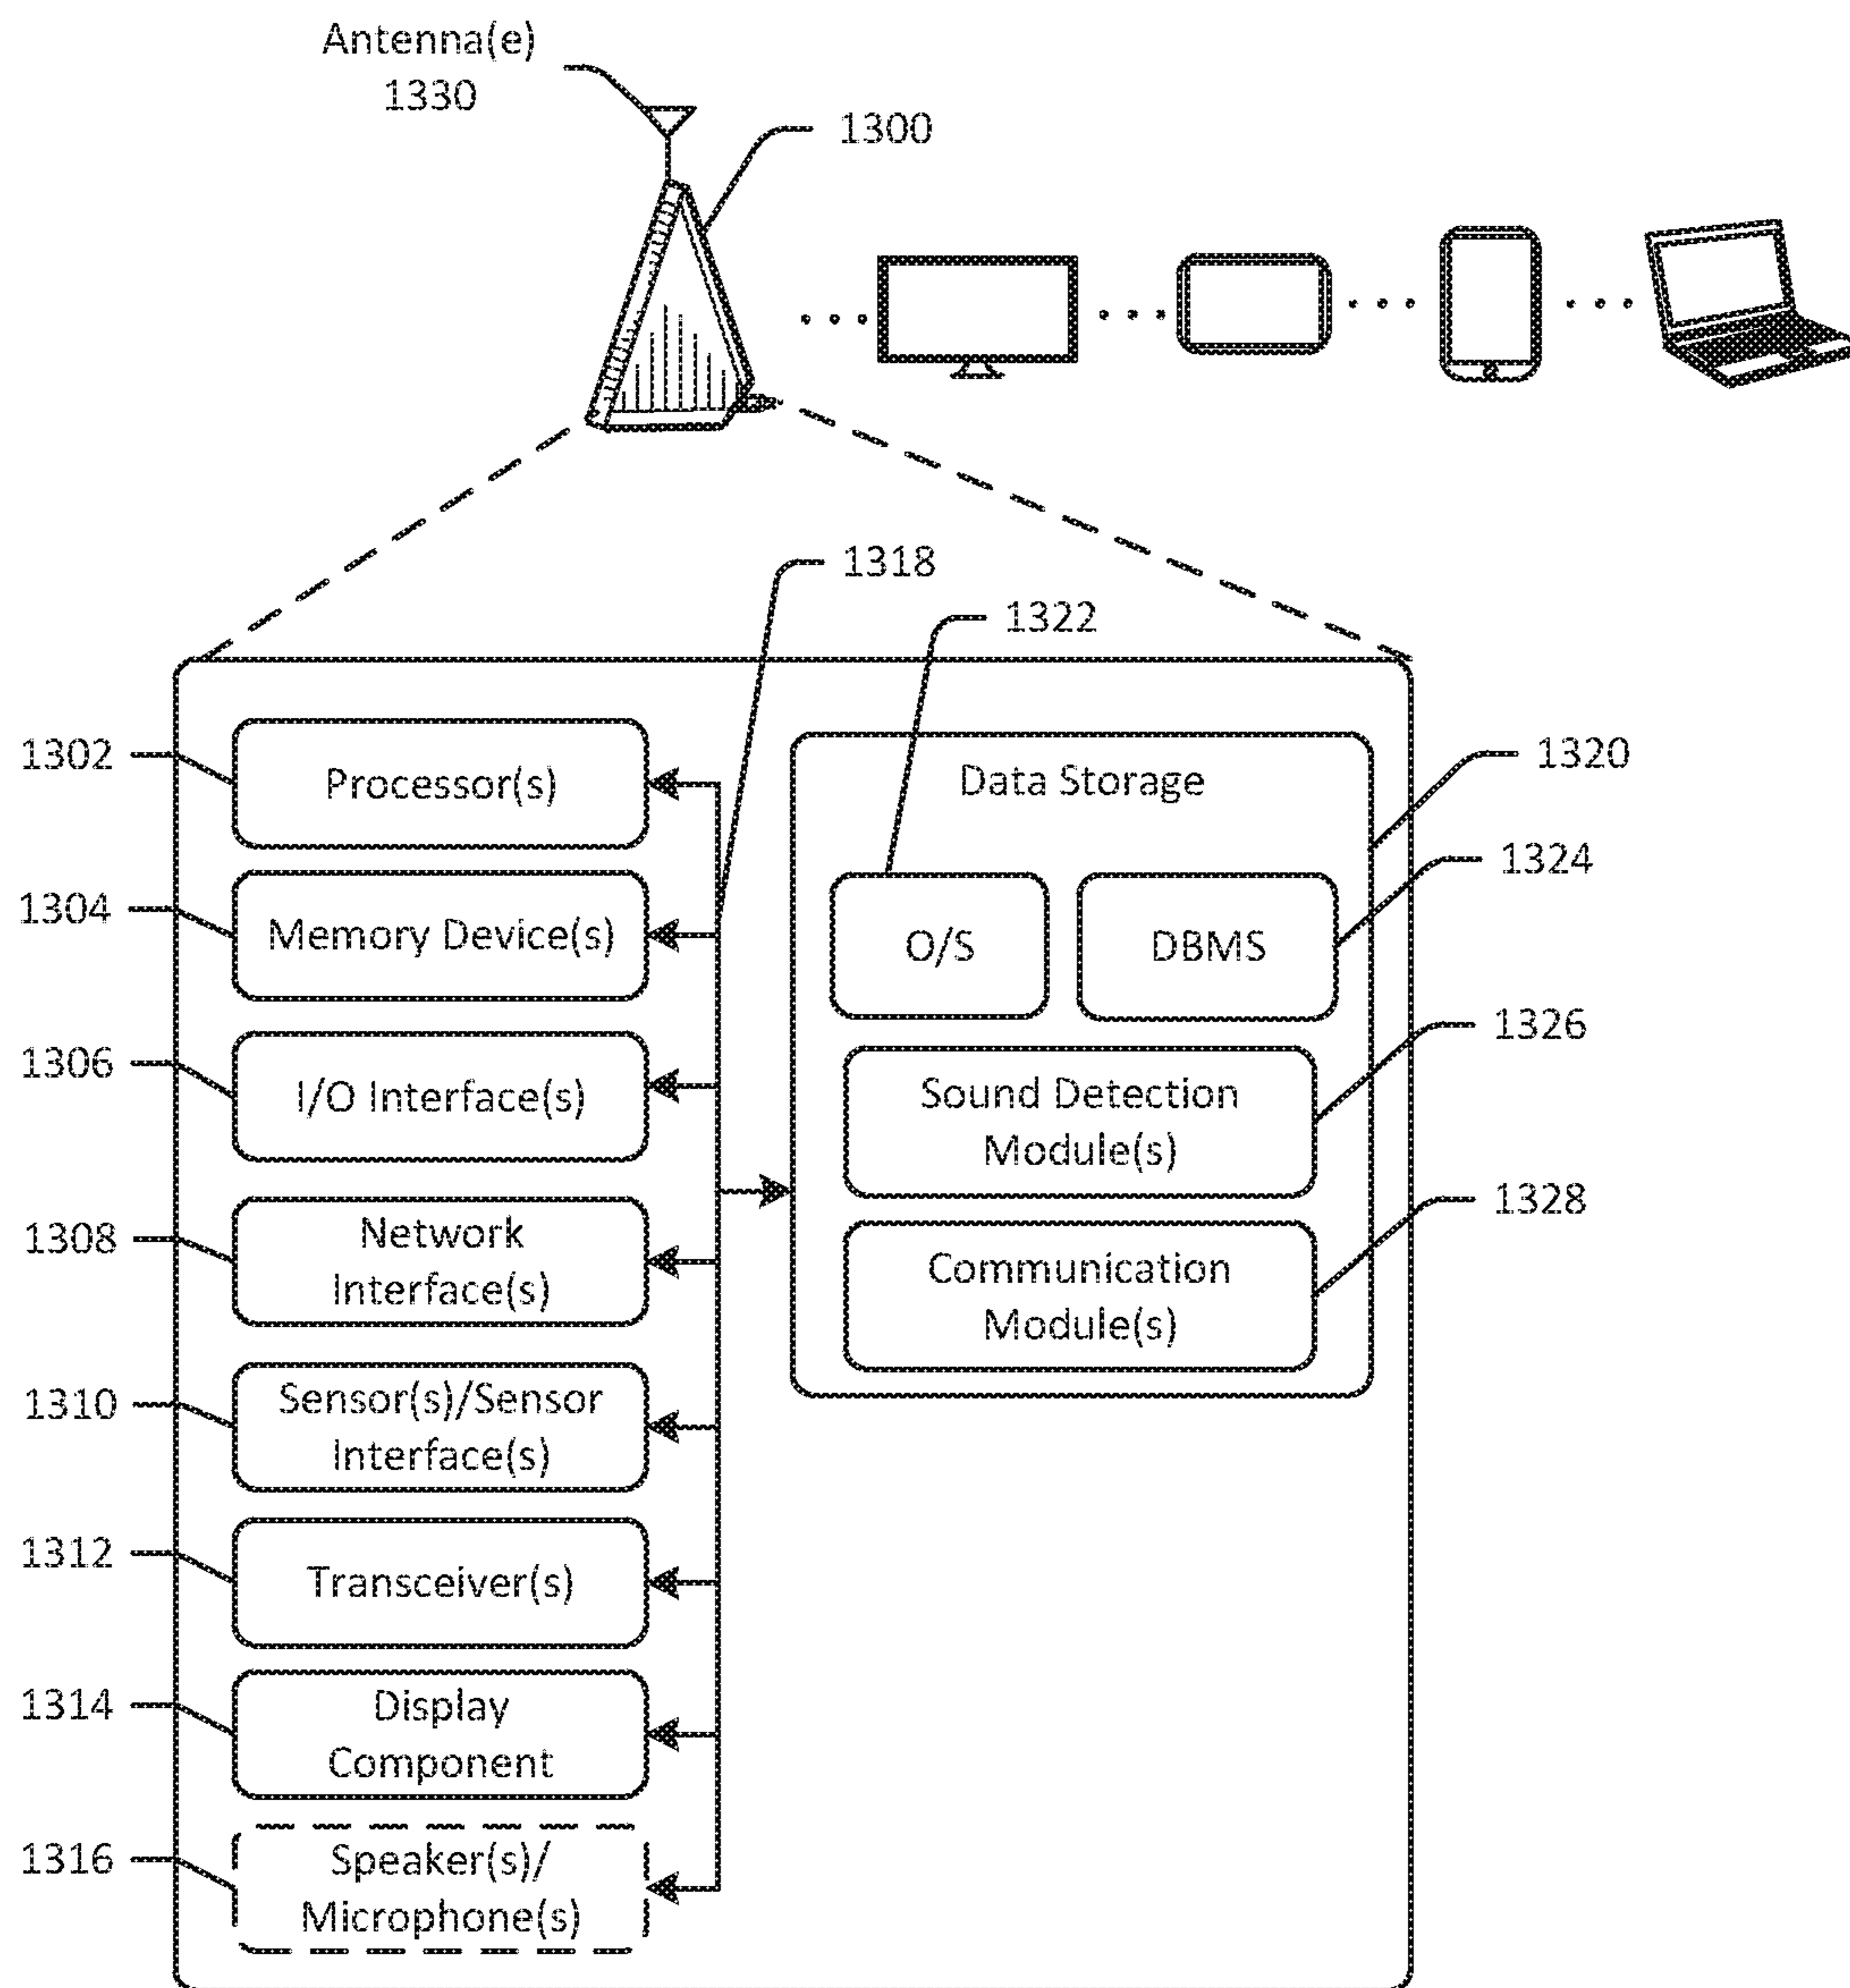 Antenna(e)
1330
1300
1318
1322
1302
Processor(s)
Data Storage
1320
1304
Memory Device(s)
O/S
DBMS
1324
1306
I/O Interface(s)
Sound Detection
Module(s)
1326
1308
Network
Interface(s)
Communication
Module(s)
1328
1310
Sensor(s)/Sensor
Interface(s)
1312
Transceiver(s)
1314
Display
Component
1316
Speaker(s)/
Microphone(s)